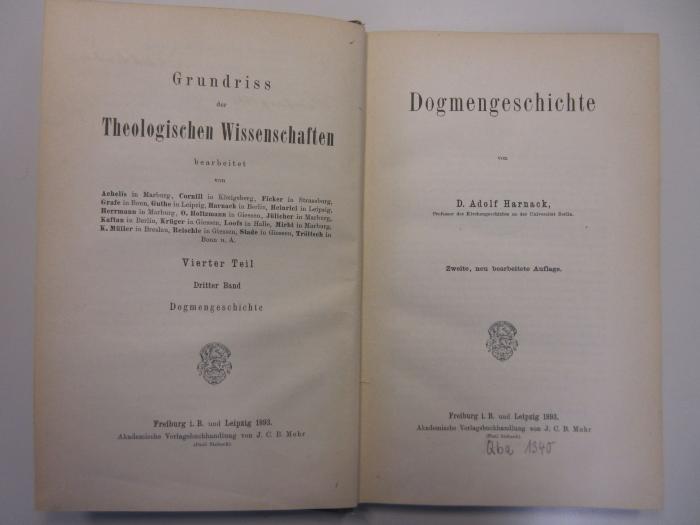 Grundriss
der
Theologischen Wissenschaften
bearbeitet
von
Achelis in Marburg, Cornill in Königsberg, Ficker in Strassburg,
Grafe in Bonn, Guthe in Leipzig, Harnack in Berlin, Heinrici in Leipzig,
Herrmann in Marburg, O. Holtzmann in Giessen, Jülicher in Marburg,
Kaftan in Berlin, Krüger in Giessen, Loofs in Halle, Mirbt in Marburg,
K. Müller in Breslau, Reischle in Giessen, Stade in Giessen, Tröltsch in
Bonn u. A.
Vierter Teil
Dritter Band
Dogmengeschichte
Freiburg i. B. und Leipzig 1893.
Akademische Verlagsbuchhandlung von J. C. B. Mohr
(Paul Siebeck).
Dogmengeschichte
von
D. Adolf Harnack,
Professor der Kirchengeschichte an der Universität Berlin.
Zweite, neu bearbeitete Auflage.
Freiburg i. B. und Leipzig 1893.
Akademische Verlagsbuchhandlung von J. C. B. Mohr
(Paul Siebeck)
Qba 1340